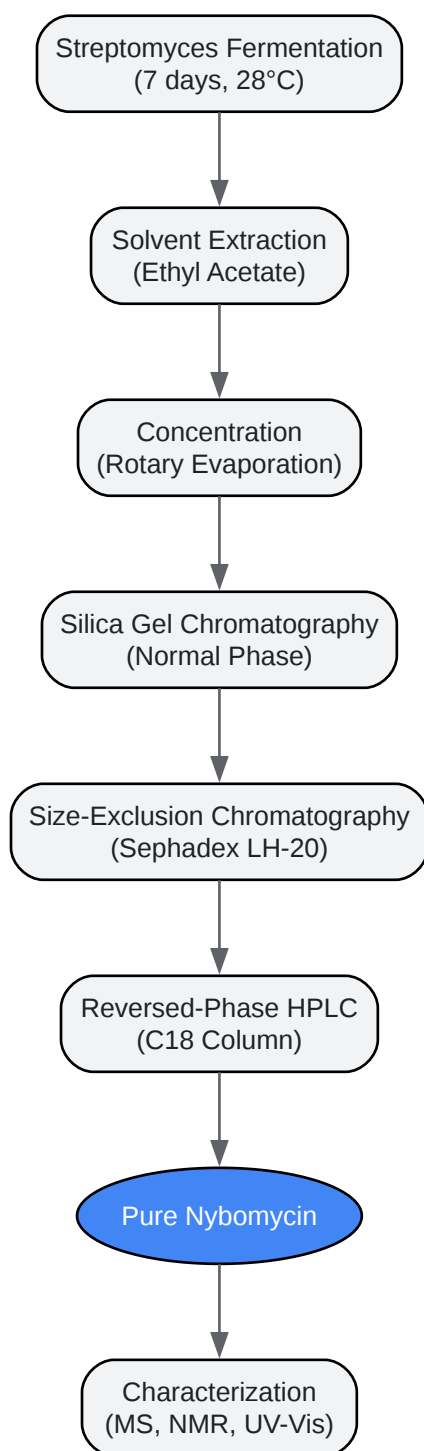 Streptomyces Fermentation
(7 days, 28°C)
Solvent Extraction
(Ethyl Acetate)
Concentration
(Rotary Evaporation)
Silica Gel Chromatography
(Normal Phase)
Size-Exclusion Chromatography
(Sephadex LH-20)
Reversed-Phase HPLC
(C18 Column)
Pure Nybomycin
Characterization
(MS, NMR, UV-Vis)